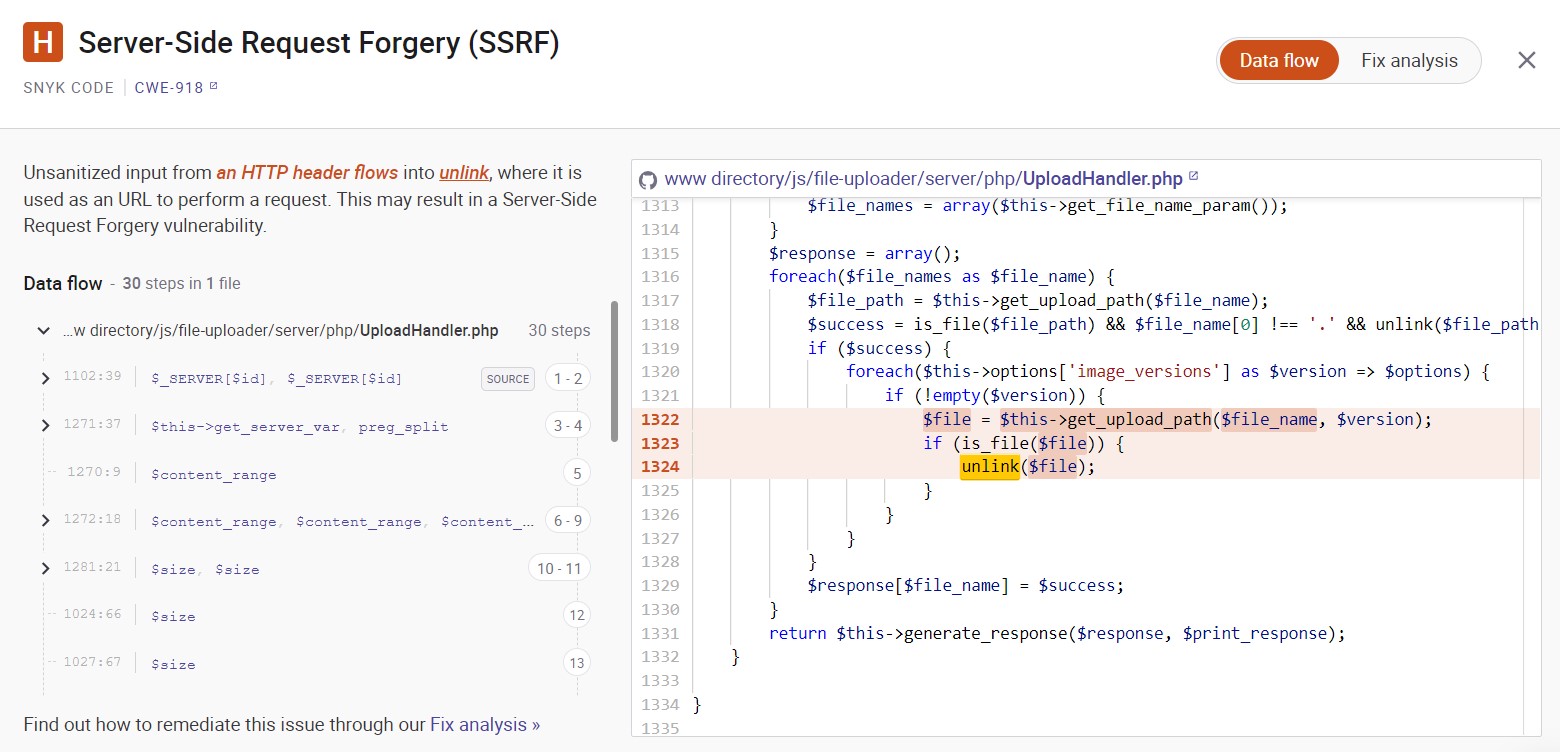 H Server-Side Request Forgery (SSRF)
SNYK CODE | CWE-918
Data flow Fix analysis
Unsanitized input from an HTTP header flows into unlink, where it is
used as an URL to perform a request. This may result in a Server-Side
Request Forgery vulnerability.
Data flow - 30 steps in 1 file
...w directory/js/file-uploader/server/php/UploadHandler.php 30 steps
1102:39 $_SERVER[$id], $_SERVER[$id] SOURCE 1 - 2
1271:37 $this->get_server_var, preg_split 3 - 4
1270:9 $content_range 5
1272:18 $content_range, $content_range, $content_... 6 - 9
1281:21 $size, $size 10 - 11
1024:66 $size 12
1027:67 $size 13
Find out how to remediate this issue through our Fix analysis »
www directory/js/file-uploader/server/php/UploadHandler.php
1313 $file_names = array($this->get_file_name_param());
1314 }
1315 $response = array();
1316 foreach($file_names as $file_name) {
1317 $file_path = $this->get_upload_path($file_name);
1318 $success = is_file($file_path) && $file_name[0] !== '.' && unlink($file_path
1319 if ($success) {
1320 foreach($this->options['image_versions'] as $version => $options) {
1321 if (!empty($version)) {
1322 $file = $this->get_upload_path($file_name, $version);
1323 if (is_file($file)) {
1324 unlink($file);
1325 }
1326 }
1327 }
1328 }
1329 $response[$file_name] = $success;
1330 }
1331 return $this->generate_response($response, $print_response);
1332 }
1333
1334 }
1335